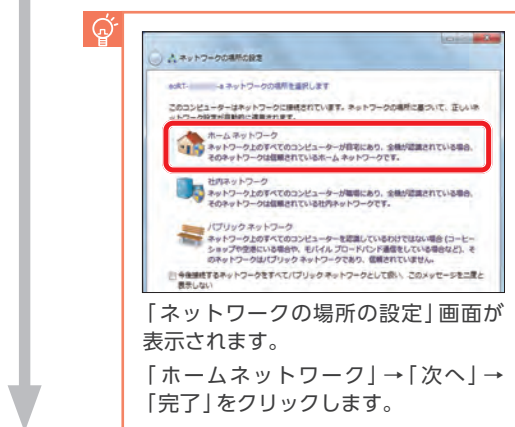 ネットワークの場所の設定
eoRT- -a ネットワークの場所を選択します
このコンピューターはネットワークに接続されています。ネットワークの場所に基づいて、正しいネ
ットワーク設定が自動的に適用されます。
ホーム ネットワーク
ネットワーク上のすべてのコンピューターが自宅にあり、全機が認識されている場合、
そのネットワークは信頼されているホーム ネットワークです。
社内ネットワーク
ネットワーク上のすべてのコンピューターが職場にあり、全機が認識されている場合、
そのネットワークは信頼されている社内ネットワークです。
パブリック ネットワーク
ネットワーク上のすべてのコンピューターを認識しているわけではない場合 (コーヒー
ショップや空港にいる場合や、モバイル ブロードバンド通信をしている場合など)、そ
のネットワークはパブリック ネットワークであり、信頼されていません。
今後接続するネットワークをすべてパブリック ネットワークとして扱い、このメッセージを二度と
表示しない
「ネットワークの場所の設定」画面が
表示されます。
「ホームネットワーク」→「次へ」→
「完了」をクリックします。